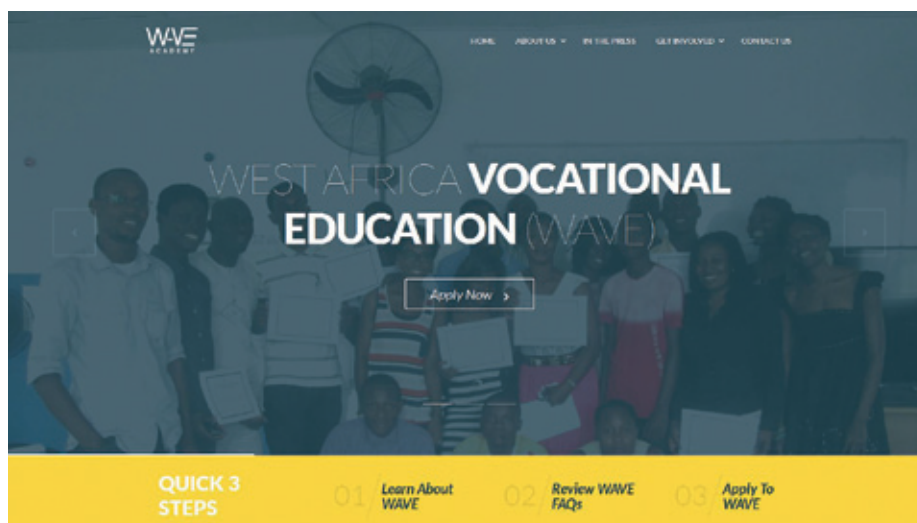 WAVE
ACADEMY
HOME ABOUT US IN THE PRESS GET INVOLVED CONTACT US
WEST AFRICA VOCATIONAL
EDUCATION (WAVE)
Apply Now
QUICK 3
STEPS
01 Learn About
WAVE
02 Review WAVE
FAQs
03 Apply To
WAVE